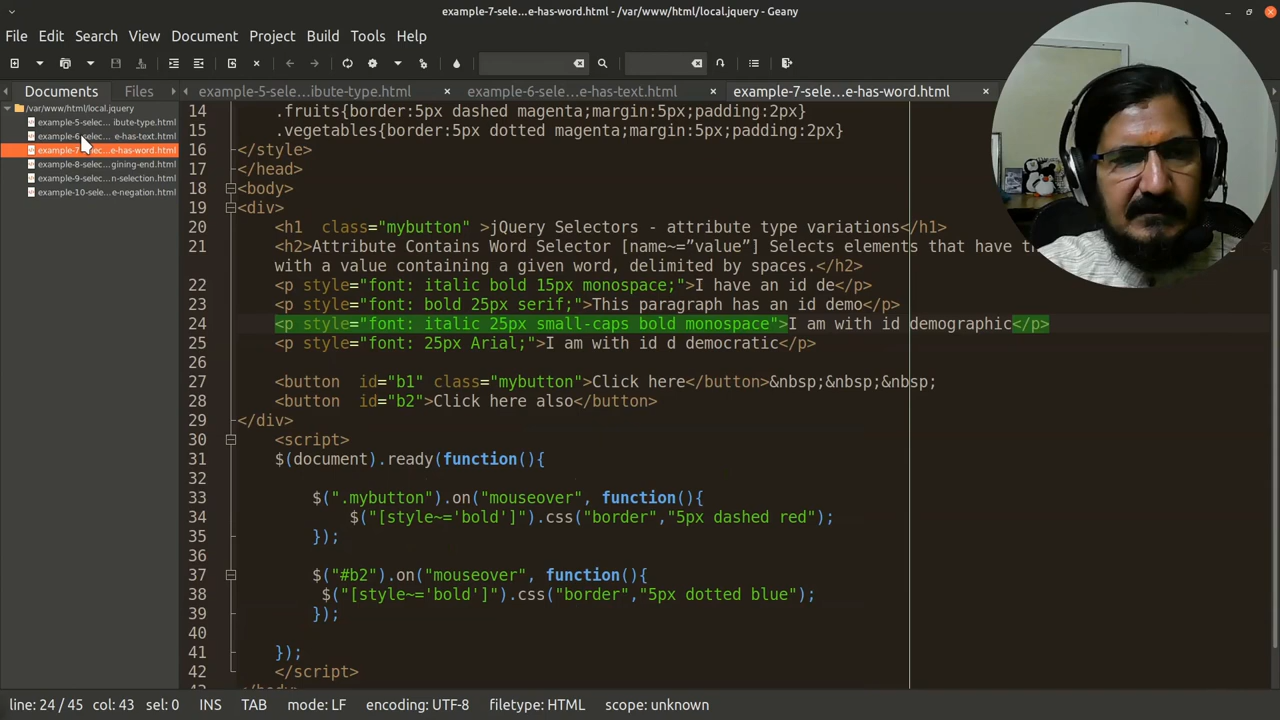 example-7-sele...e-has-word.html - /var/www/html/local.jquery - Geany
File Edit Search View Document Project Build Tools Help
Documents Files example-5-selec...ibute-type.html example-6-selec...e-has-text.html example-7-selec...e-has-word.html
/var/www/html/local.jquery
example-5-selec... ibute-type.html
example-6-selec... e-has-text.html
example-7-selec...e-has-word.html
example-8-selec...gining-end.html
example-9-selec...n-selection.html
example-10-sele...e-negation.html
14 .fruits{border:5px dashed magenta;margin:5px;padding:2px}
15 .vegetables{border:5px dotted magenta;margin:5px;padding:2px}
16 </style>
17 </head>
18 <body>
19 <div>
20 <h1  class="mybutton" >jQuery Selectors - attribute type variations</h1>
21 <h2>Attribute Contains Word Selector [name~=”value”] Selects elements that have
with a value containing a given word, delimited by spaces.</h2>
22 <p style="font: italic bold 15px monospace;">I have an id de</p>
23 <p style="font: bold 25px serif;">This paragraph has an id demo</p>
24 <p style="font: italic 25px small-caps bold monospace">I am with id demographic</p>
25 <p style="font: 25px Arial;">I am with id d democratic</p>
26
27 <button  id="b1" class="mybutton">Click here</button>&nbsp;&nbsp;&nbsp;
28 <button  id="b2">Click here also</button>
29 </div>
30 <script>
31 $(document).ready(function(){
32
33 $(".mybutton").on("mouseover", function(){
34 $("[style~='bold']").css("border","5px dashed red");
35 });
36
37 $("#b2").on("mouseover", function(){
38 $("[style~='bold']").css("border","5px dotted blue");
39 });
40
41 });
42 </script>
line: 24 / 45 col: 43 sel: 0 INS TAB mode: LF encoding: UTF-8 filetype: HTML scope: unknown